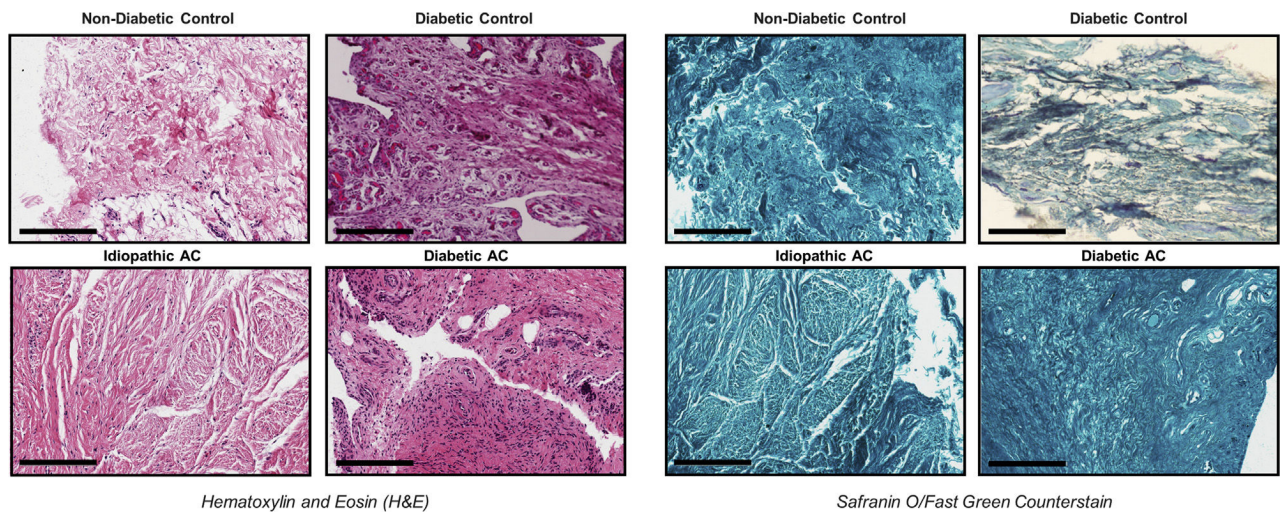 Non-Diabetic Control Diabetic Control Non-Diabetic Control Diabetic Control
Idiopathic AC Diabetic AC Idiopathic AC Diabetic AC
Hematoxylin and Eosin (H&E) Safranin O/Fast Green Counterstain